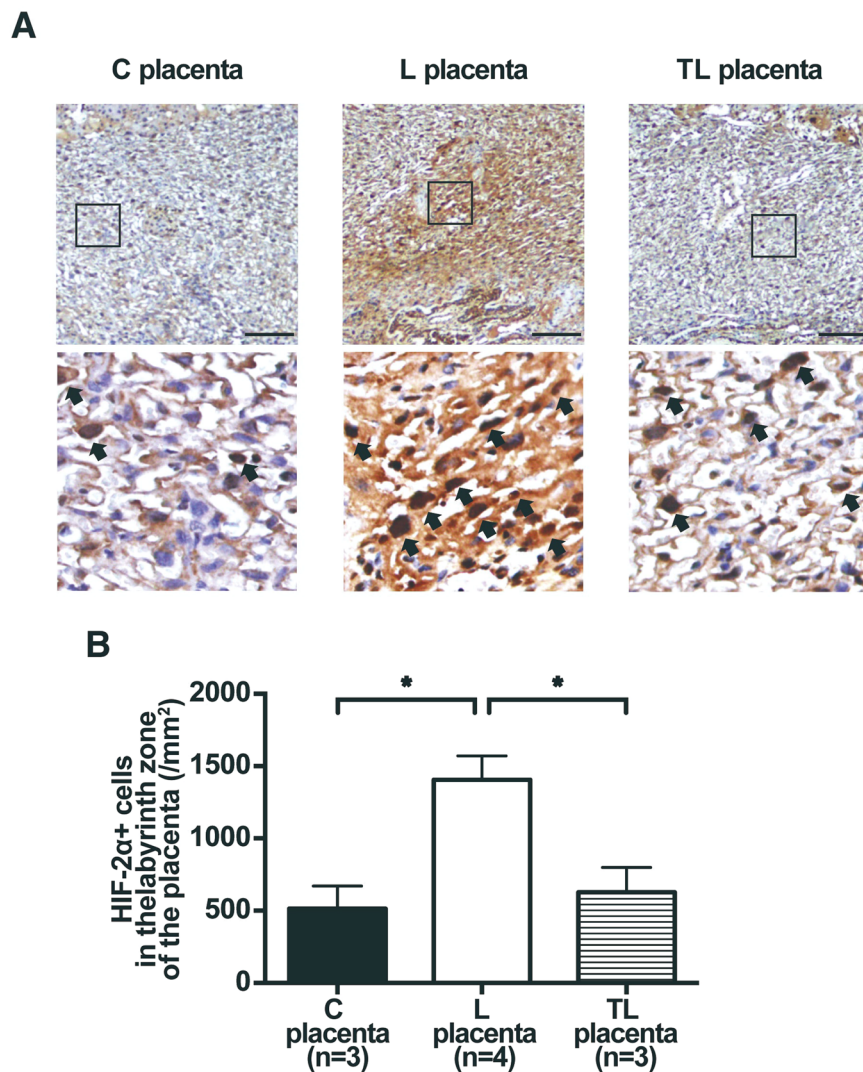 A
C placenta
L placenta
TL placenta
B
HIF-2α+ cells
in thelabyrinth zone
of the placenta (/mm²)
2000
1500
1000
500
0
*
*
C
placenta
(n=3)
L
placenta
(n=4)
TL
placenta
(n=3)